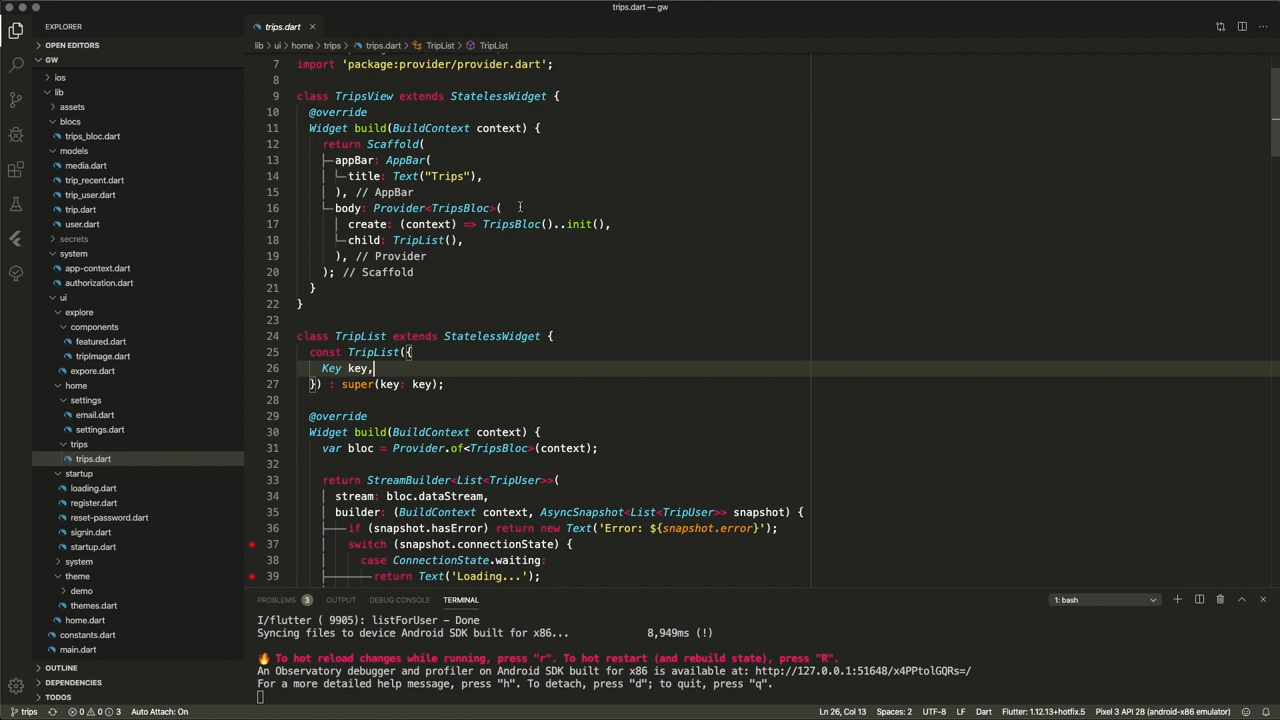 trips.dart — gw
EXPLORER
OPEN EDITORS
GW
ios
lib
assets
blocs
trips_bloc.dart
models
media.dart
trip_recent.dart
trip_user.dart
trip.dart
user.dart
secrets
system
app-context.dart
authorization.dart
ui
explore
components
featured.dart
tripImage.dart
expore.dart
home
settings
email.dart
settings.dart
trips
trips.dart
startup
loading.dart
register.dart
reset-password.dart
signin.dart
startup.dart
system
theme
demo
themes.dart
home.dart
constants.dart
main.dart
OUTLINE
DEPENDENCIES
TODOS
trips.dart
lib > ui > home > trips > trips.dart > TripList > TripList
7 import 'package:provider/provider.dart';
8
9 class TripsView extends StatelessWidget {
10 @override
11 Widget build(BuildContext context) {
12 return Scaffold(
13 appBar: AppBar(
14 title: Text("Trips"),
15 ), // AppBar
16 body: Provider<TripsBloc>(
17 create: (context) => TripsBloc()..init(),
18 child: TripList(),
19 ), // Provider
20 ); // Scaffold
21 }
22 }
23
24 class TripList extends StatelessWidget {
25 const TripList({
26 Key key,
27 }) : super(key: key);
28
29 @override
30 Widget build(BuildContext context) {
31 var bloc = Provider.of<TripsBloc>(context);
32
33 return StreamBuilder<List<TripUser>>(
34 stream: bloc.dataStream,
35 builder: (BuildContext context, AsyncSnapshot<List<TripUser>> snapshot) {
36 if (snapshot.hasError) return new Text('Error: ${snapshot.error}');
37 switch (snapshot.connectionState) {
38 case ConnectionState.waiting:
39 return Text('Loading...');
PROBLEMS 3 OUTPUT DEBUG CONSOLE TERMINAL 1: bash
I/flutter ( 9905): listForUser - Done
Syncing files to device Android SDK built for x86... 8,949ms (!)
🔥 To hot reload changes while running, press "r". To hot restart (and rebuild state), press "R".
An Observatory debugger and profiler on Android SDK built for x86 is available at: http://127.0.0.1:51648/x4PPtolGQRs=/
For a more detailed help message, press "h". To detach, press "d"; to quit, press "q".
trips 0 0 3 Auto Attach: On Ln 26, Col 13 Spaces: 2 UTF-8 LF Dart Flutter: 1.12.13+hotfix.5 Pixel 3 API 28 (android-x86 emulator)